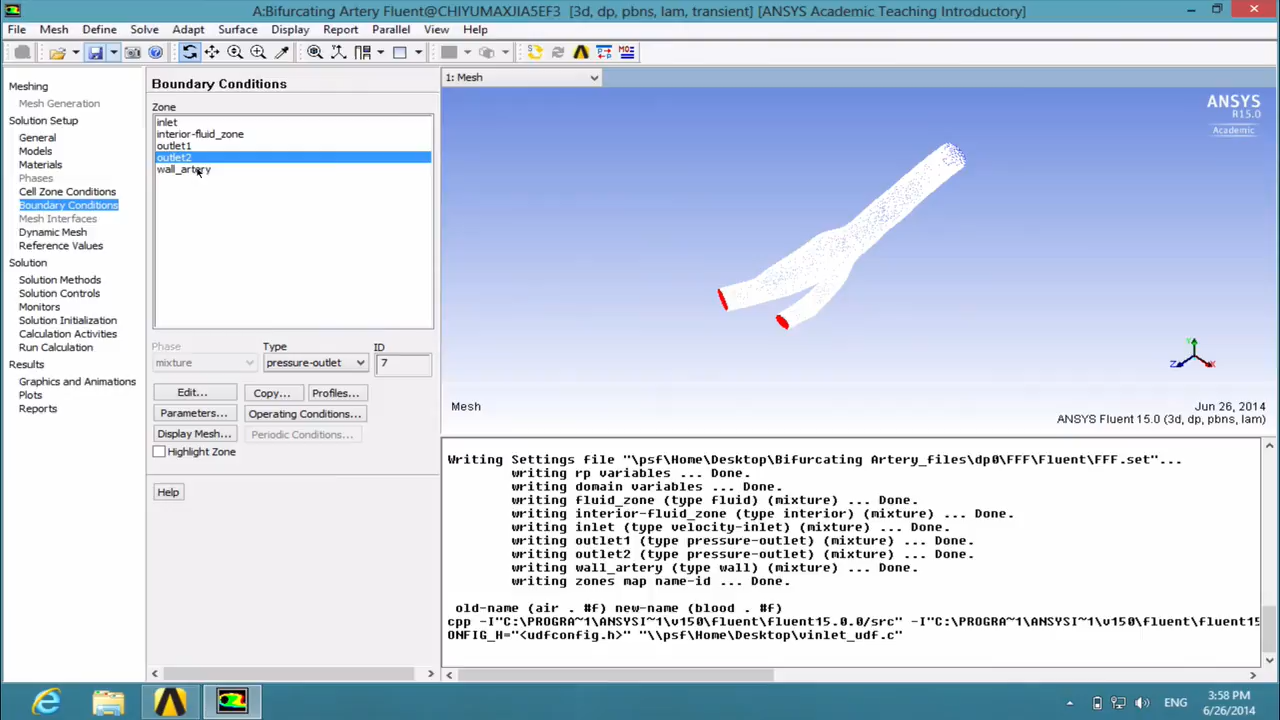 A:Bifurcating Artery Fluent@CHIYUMAXJIA5EF3 [3d, dp, pbns, lam, transient] [ANSYS Academic Teaching Introductory]
File Mesh Define Solve Adapt Surface Display Report Parallel View Help
Meshing
Mesh Generation
Solution Setup
General
Models
Materials
Phases
Cell Zone Conditions
Boundary Conditions
Mesh Interfaces
Dynamic Mesh
Reference Values
Solution
Solution Methods
Solution Controls
Monitors
Solution Initialization
Calculation Activities
Run Calculation
Results
Graphics and Animations
Plots
Reports
Boundary Conditions
Zone
inlet
interior-fluid_zone
outlet1
outlet2
wall_artery
Phase Type ID
mixture pressure-outlet 7
Edit... Copy... Profiles...
Parameters... Operating Conditions...
Display Mesh... Periodic Conditions...
Highlight Zone
Help
1: Mesh
ANSYS
R15.0
Academic
Y
Z X
Mesh
Jun 26, 2014
ANSYS Fluent 15.0 (3d, dp, pbns, lam)
Writing Settings file "\psf\Home\Desktop\Bifurcating Artery_files\dp0\FFF\Fluent\FFF.set"...
writing rp variables ... Done.
writing domain variables ... Done.
writing fluid_zone (type fluid) (mixture) ... Done.
writing interior-fluid_zone (type interior) (mixture) ... Done.
writing inlet (type velocity-inlet) (mixture) ... Done.
writing outlet1 (type pressure-outlet) (mixture) ... Done.
writing outlet2 (type pressure-outlet) (mixture) ... Done.
writing wall_artery (type wall) (mixture) ... Done.
writing zones map name-id ... Done.
old-name (air . #f) new-name (blood . #f)
cpp -I"C:\PROGRA~1\ANSYSI~1\v150\fluent\fluent15.0.0/src" -I"C:\PROGRA~1\ANSYSI~1\v150\fluent\fluent15
ONFIG_H="<udfconfig.h>" "\\psf\Home\Desktop\vinlet_udf.c"
ENG
3:58 PM
6/26/2014